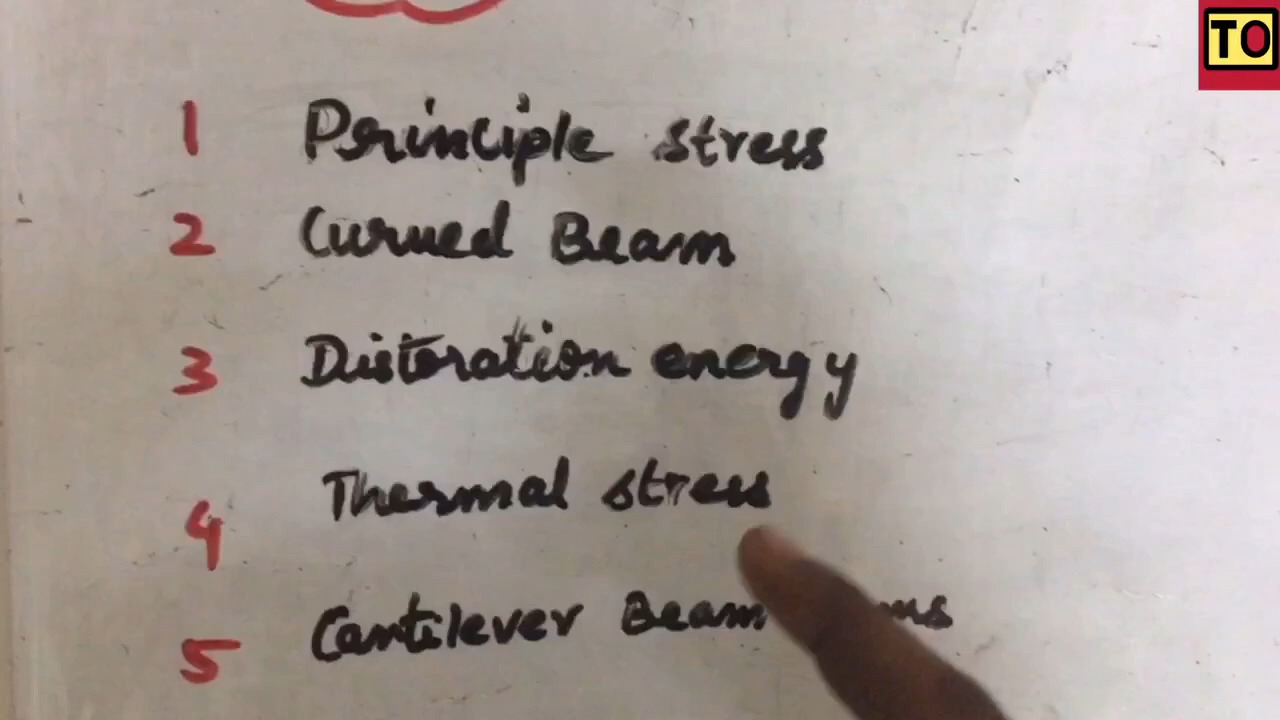 TO
1 Principle stress
2 Curved Beam
3 Distoration energy
4 Thermal stress
5 Cantilever Beam